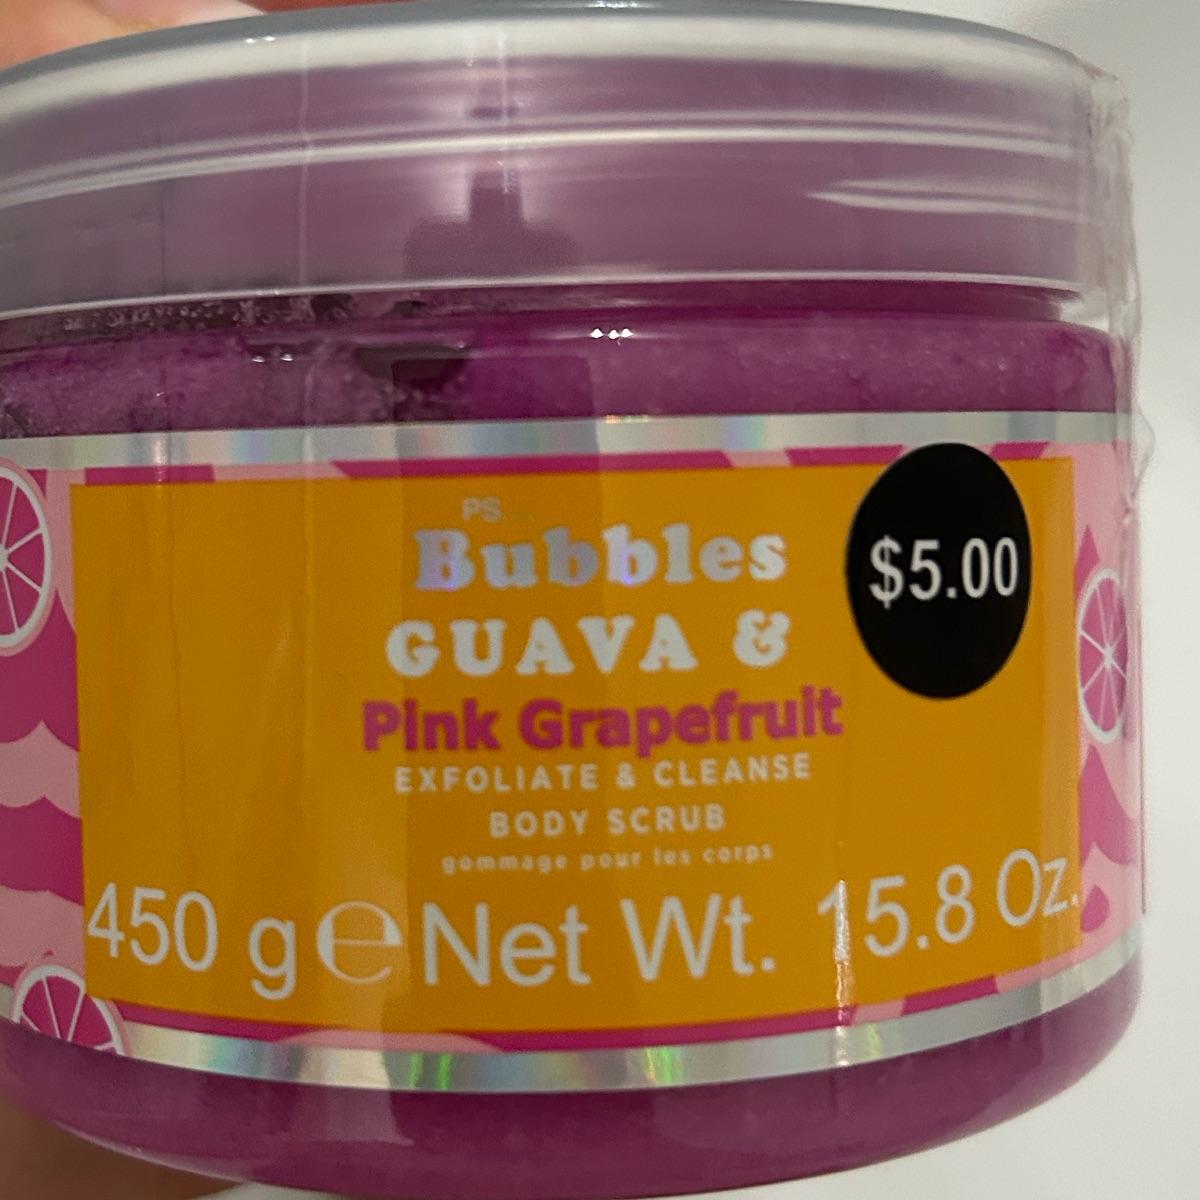 PS...
Bubbles
$5.00
GUAVA &
Pink Grapefruit
EXFOLIATE & CLEANSE
BODY SCRUB
gommage pour les corps
450 g ℮ Net Wt. 15.8 Oz.